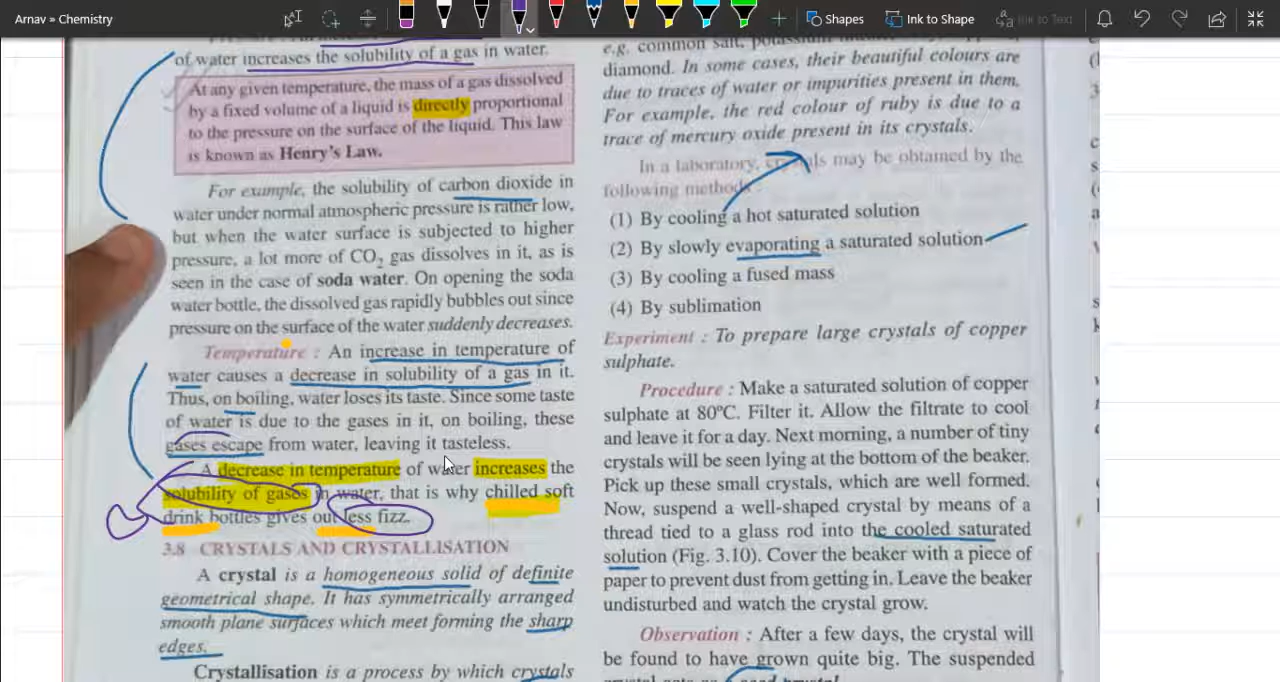 Arnav » Chemistry
Shapes
Ink to Shape
Ink to Text
of water increases the solubility of a gas in water.
At any given temperature, the mass of a gas dissolved
by a fixed volume of a liquid is directly proportional
to the pressure on the surface of the liquid. This law
is known as Henry's Law.
For example, the solubility of carbon dioxide in
water under normal atmospheric pressure is rather low,
but when the water surface is subjected to higher
pressure, a lot more of CO₂ gas dissolves in it, as is
seen in the case of soda water. On opening the soda
water bottle, the dissolved gas rapidly bubbles out since
pressure on the surface of the water suddenly decreases.
Temperature : An increase in temperature of
water causes a decrease in solubility of a gas in it.
Thus, on boiling, water loses its taste. Since some taste
of water is due to the gases in it, on boiling, these
gases escape from water, leaving it tasteless.
A decrease in temperature of water increases the
solubility of gases in water, that is why chilled soft
drink bottles gives out less fizz.
3.8 CRYSTALS AND CRYSTALLISATION
A crystal is a homogeneous solid of definite
geometrical shape. It has symmetrically arranged
smooth plane surfaces which meet forming the sharp
edges.
Crystallisation is a process by which crystals
e.g. common salt,
diamond. In some cases, their beautiful colours are
due to traces of water or impurities present in them.
For example, the red colour of ruby is due to a
trace of mercury oxide present in its crystals.
In a laboratory, crystals may be obtained by the
following methods :
(1) By cooling a hot saturated solution
(2) By slowly evaporating a saturated solution
(3) By cooling a fused mass
(4) By sublimation
Experiment : To prepare large crystals of copper
sulphate.
Procedure : Make a saturated solution of copper
sulphate at 80°C. Filter it. Allow the filtrate to cool
and leave it for a day. Next morning, a number of tiny
crystals will be seen lying at the bottom of the beaker.
Pick up these small crystals, which are well formed.
Now, suspend a well-shaped crystal by means of a
thread tied to a glass rod into the cooled saturated
solution (Fig. 3.10). Cover the beaker with a piece of
paper to prevent dust from getting in. Leave the beaker
undisturbed and watch the crystal grow.
Observation : After a few days, the crystal will
be found to have grown quite big. The suspended